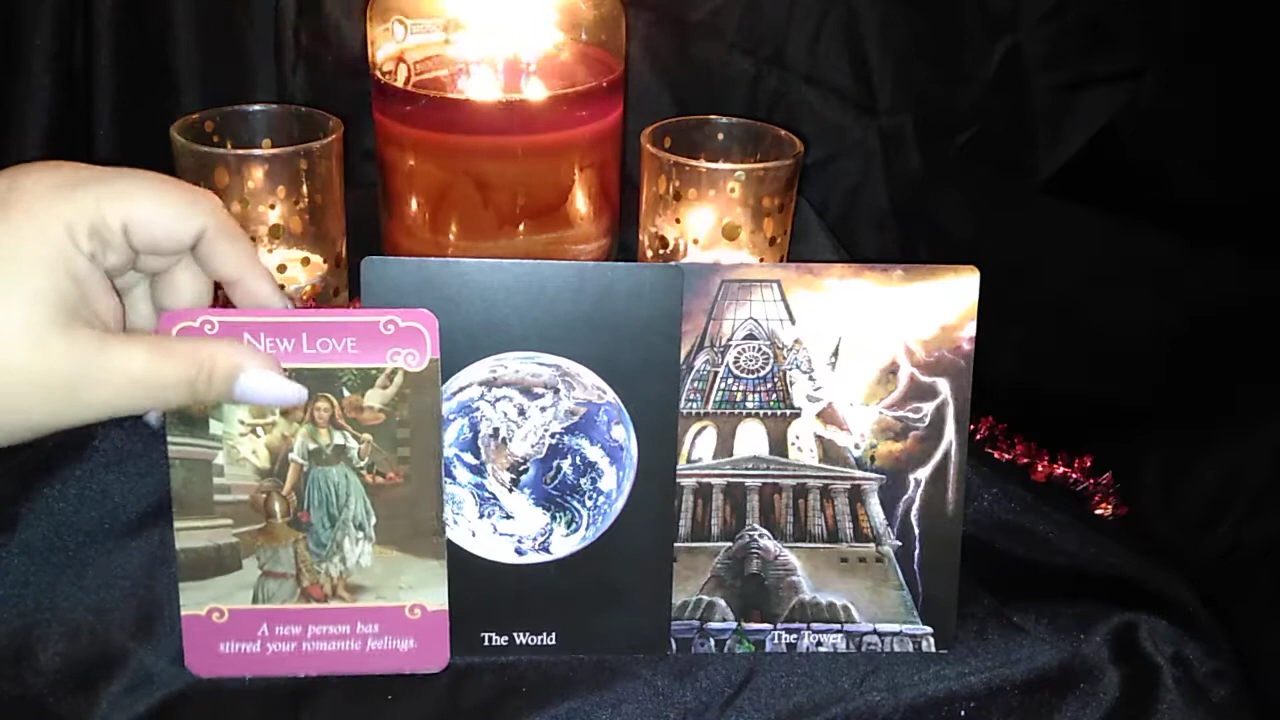 New Love
A new person has
stirred your romantic feelings.
The World
The Tower